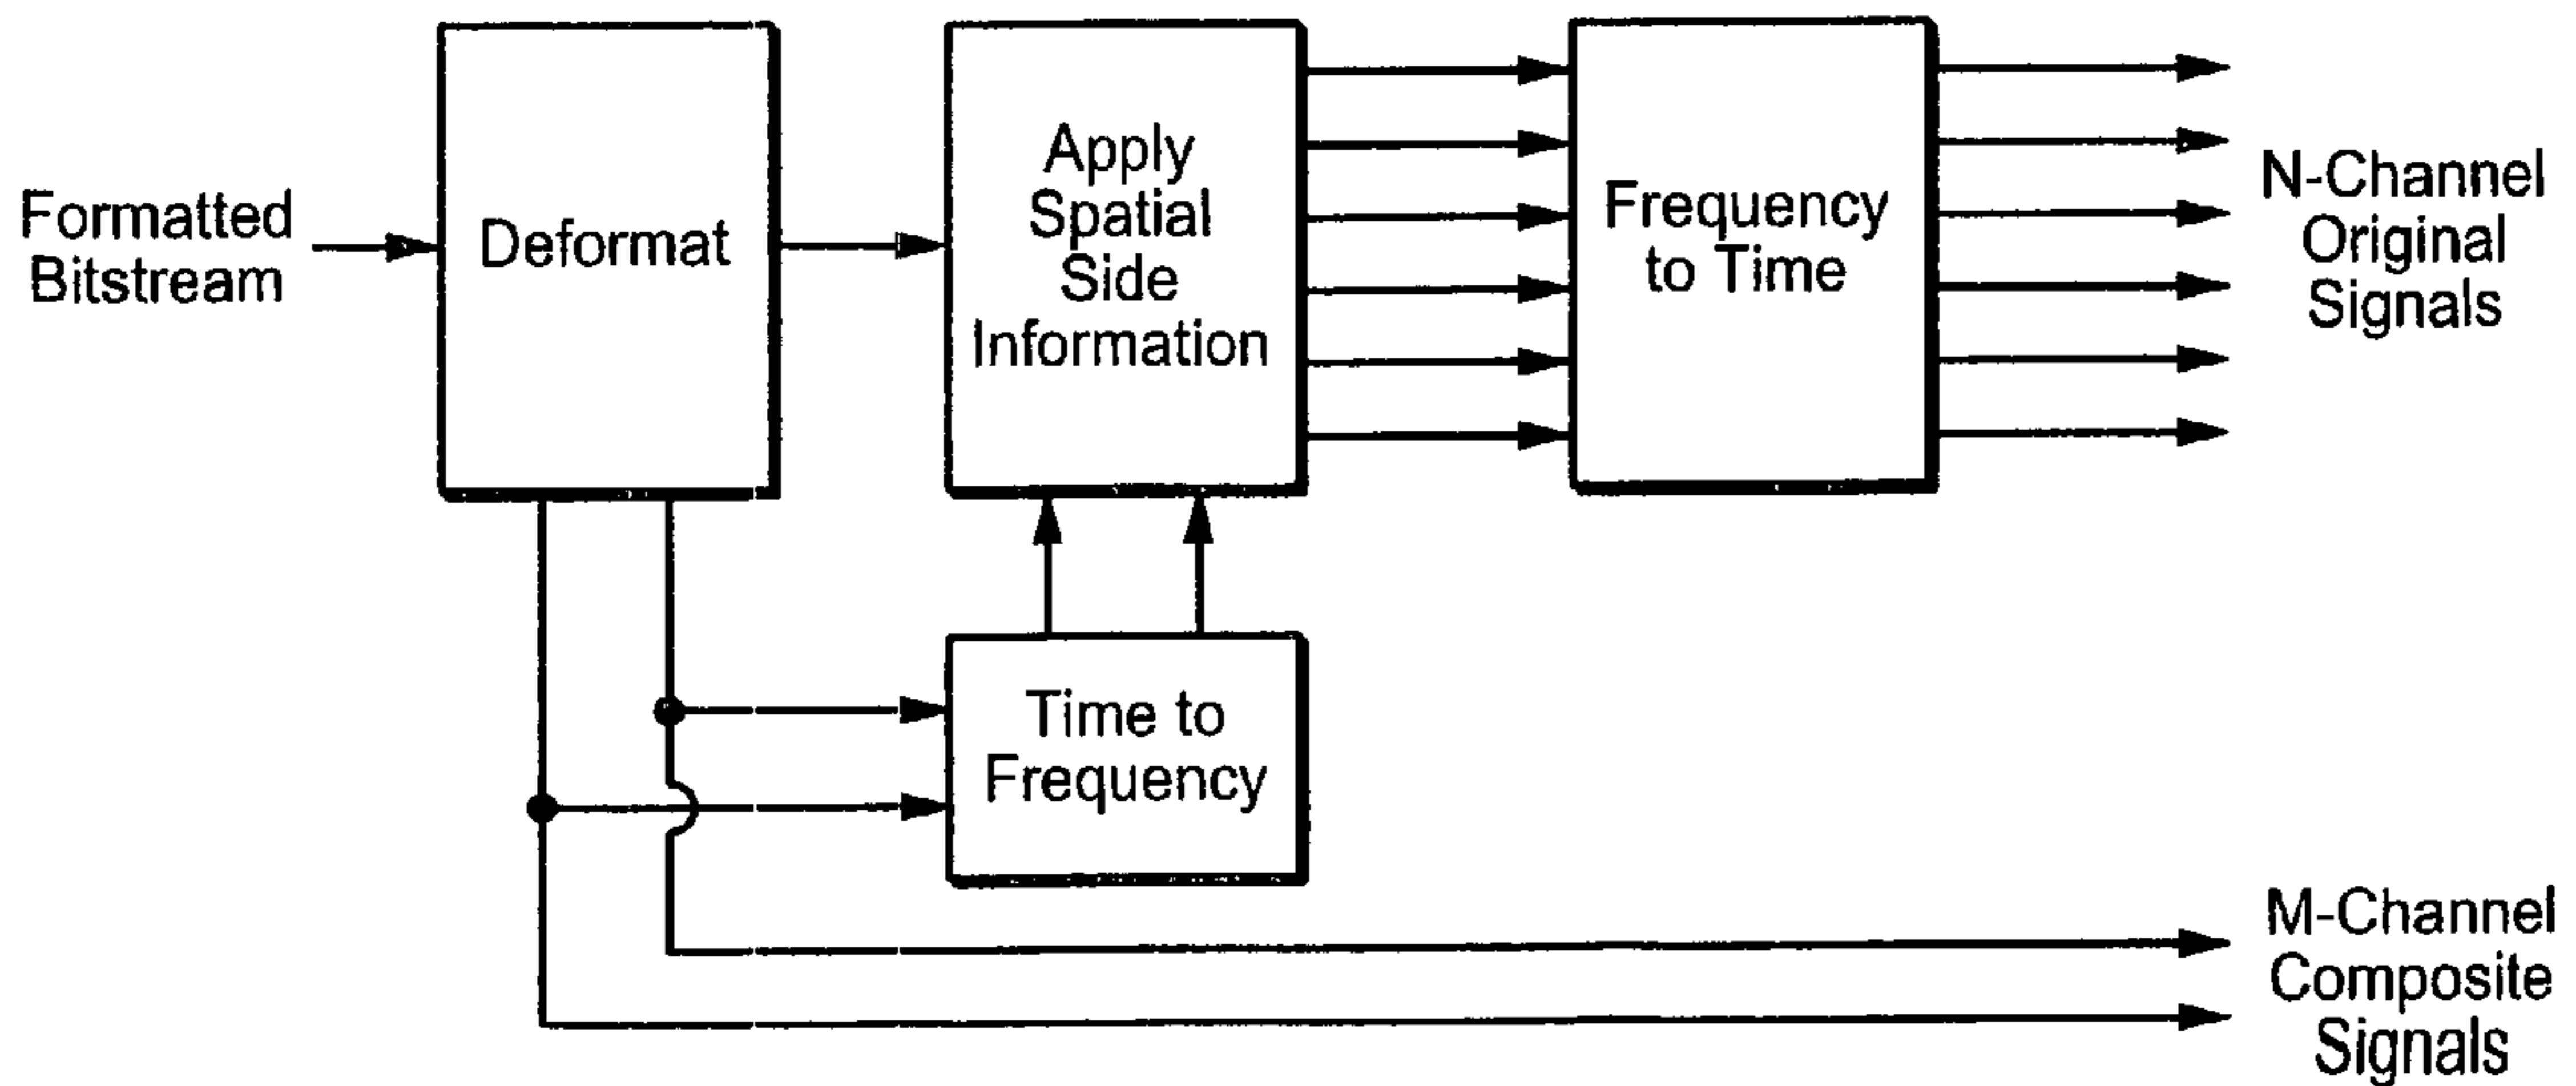 Formatted
Bitstream
Deformat
Apply
Spatial
Side
Information
Frequency
to Time
N-Channel
Original
Signals
Time to
Frequency
M-Channel
Composite
Signals